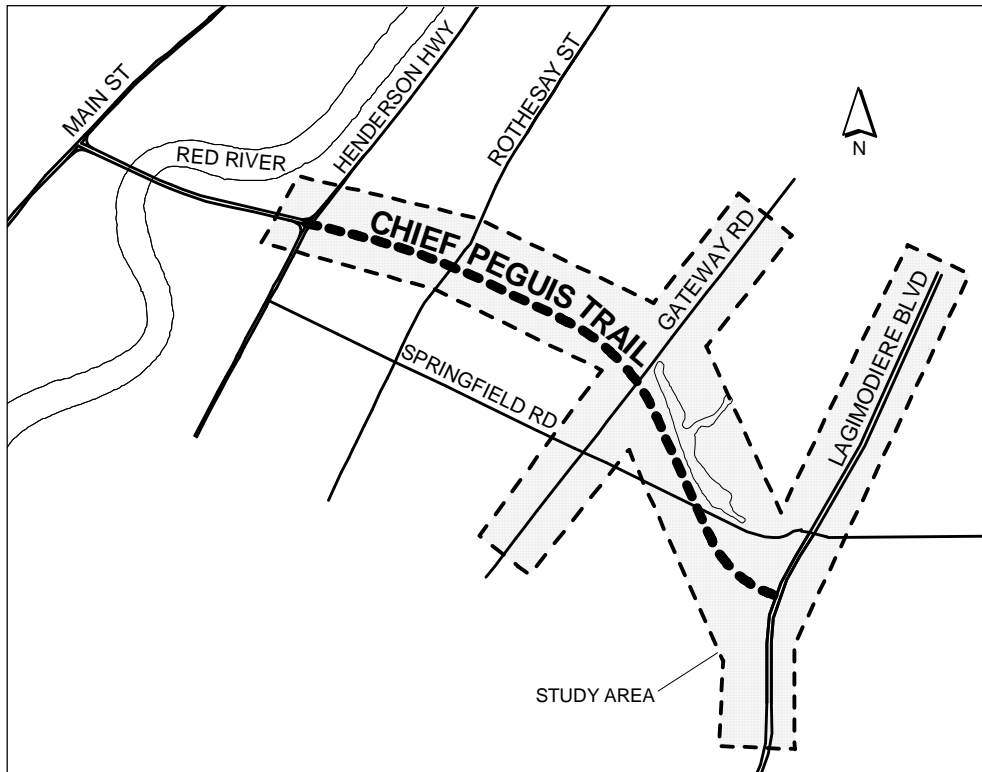 MAIN ST
RED RIVER
HENDERSON HWY
ROTHESAY ST
N
CHIEF PEGUIS TRAIL
GATEWAY RD
LAGIMODIERE BLVD
SPRINGFIELD RD
STUDY AREA